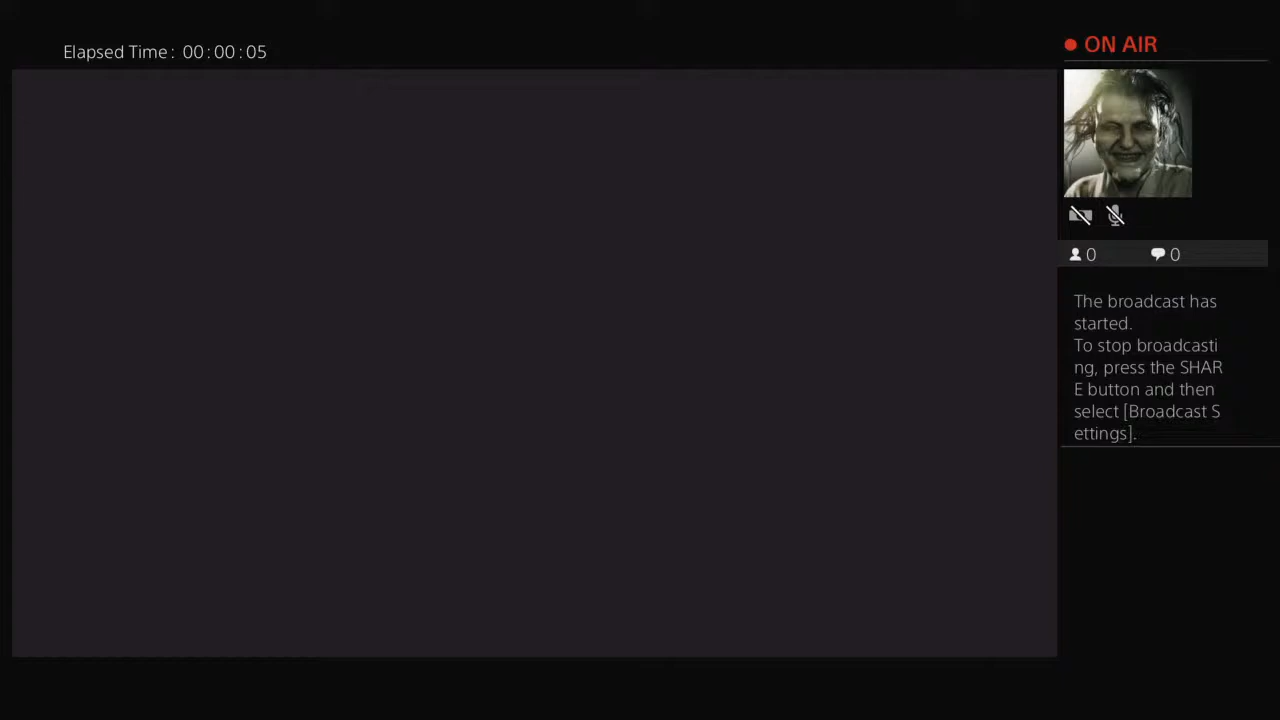 Elapsed Time: 00:00:05
ON AIR
0
0
The broadcast has
started.
To stop broadcasti
ng, press the SHAR
E button and then
select [Broadcast S
ettings].